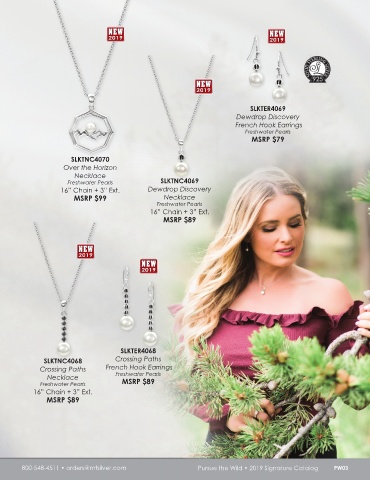 NEW
2019
NEW
2019
NEW
2019
925
SLKTER4069
Dewdrop Discovery
French Hook Earrings
Freshwater Pearls
MSRP $79
SLKTNC4070
Over the Horizon
Necklace
Freshwater Pearls
16" Chain + 3" Ext.
MSRP $99
SLKTNC4069
Dewdrop Discovery
Necklace
Freshwater Pearls
16" Chain + 3" Ext.
MSRP $89
NEW
2019
NEW
2019
SLKTNC4068
Crossing Paths
Necklace
Freshwater Pearls
16" Chain + 3" Ext.
MSRP $89
SLKTER4068
Crossing Paths
French Hook Earrings
Freshwater Pearls
MSRP $89
800-548-4511 • orders@mtsilver.com
Pursue the Wild • 2019 Signature Catalog
PW03